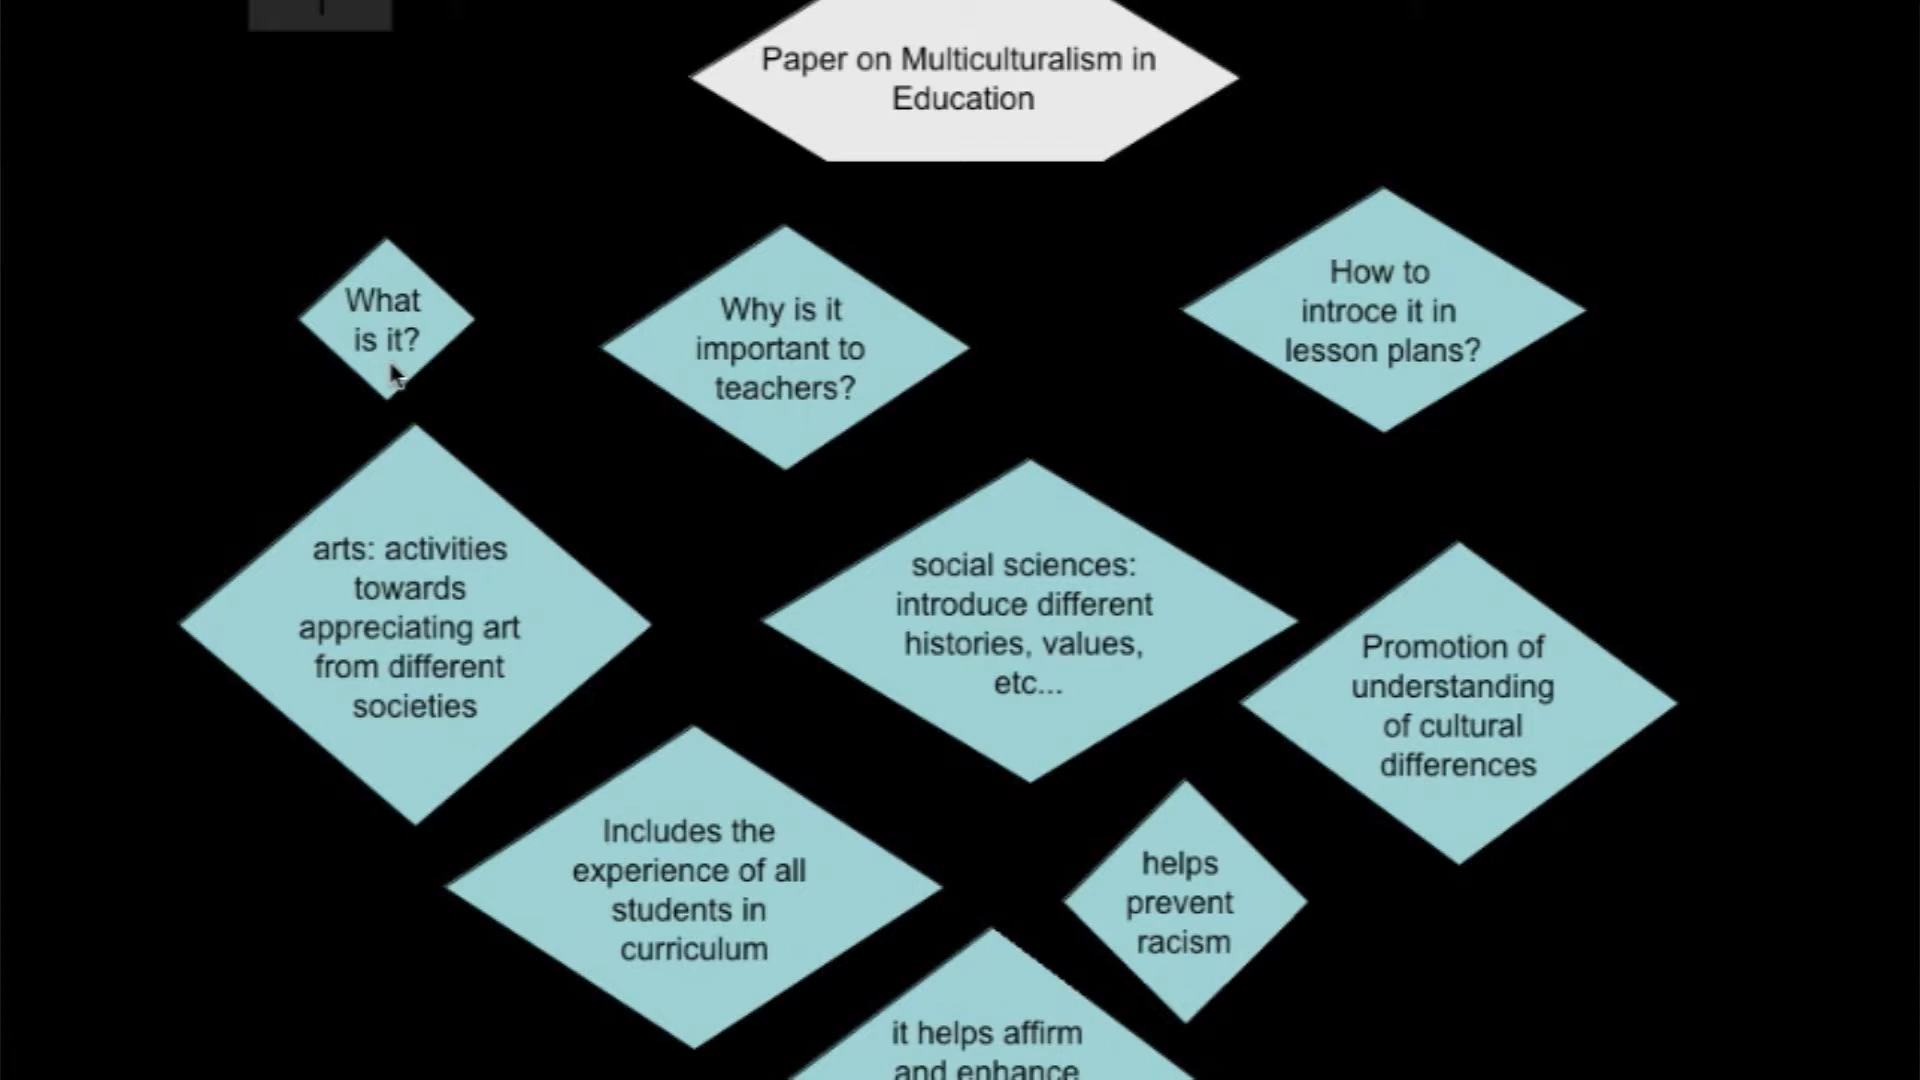 Paper on Multiculturalism in
Education
What
is it?
Why is it
important to
teachers?
How to
introce it in
lesson plans?
arts: activities
towards
appreciating art
from different
societies
social sciences:
introduce different
histories, values,
etc...
Promotion of
understanding
of cultural
differences
Includes the
experience of all
students in
curriculum
helps
prevent
racism
it helps affirm
and enhance